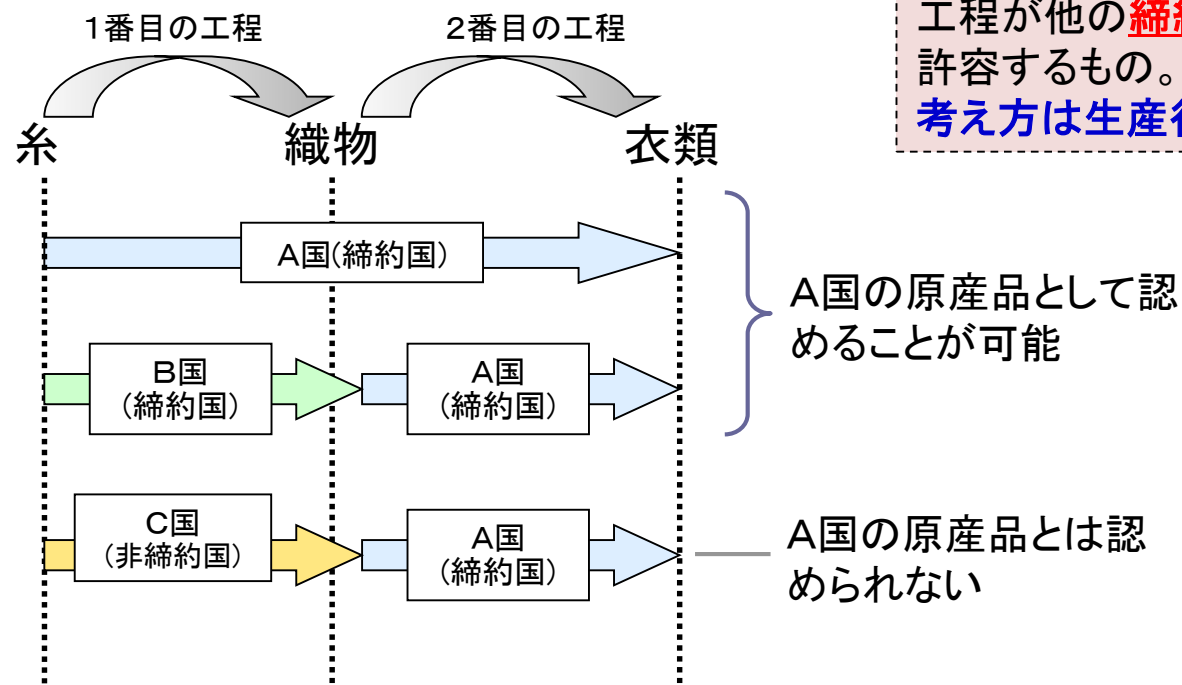 1番目の工程
2番目の工程
工程が他の締
許容するもの。
考え方は生産
糸
織物
衣類
A国(締約国)
A国の原産品として認
めることが可能
B国
(締約国)
A国
(締約国)
C国
(非締約国)
A国
(締約国)
A国の原産品とは認
められない